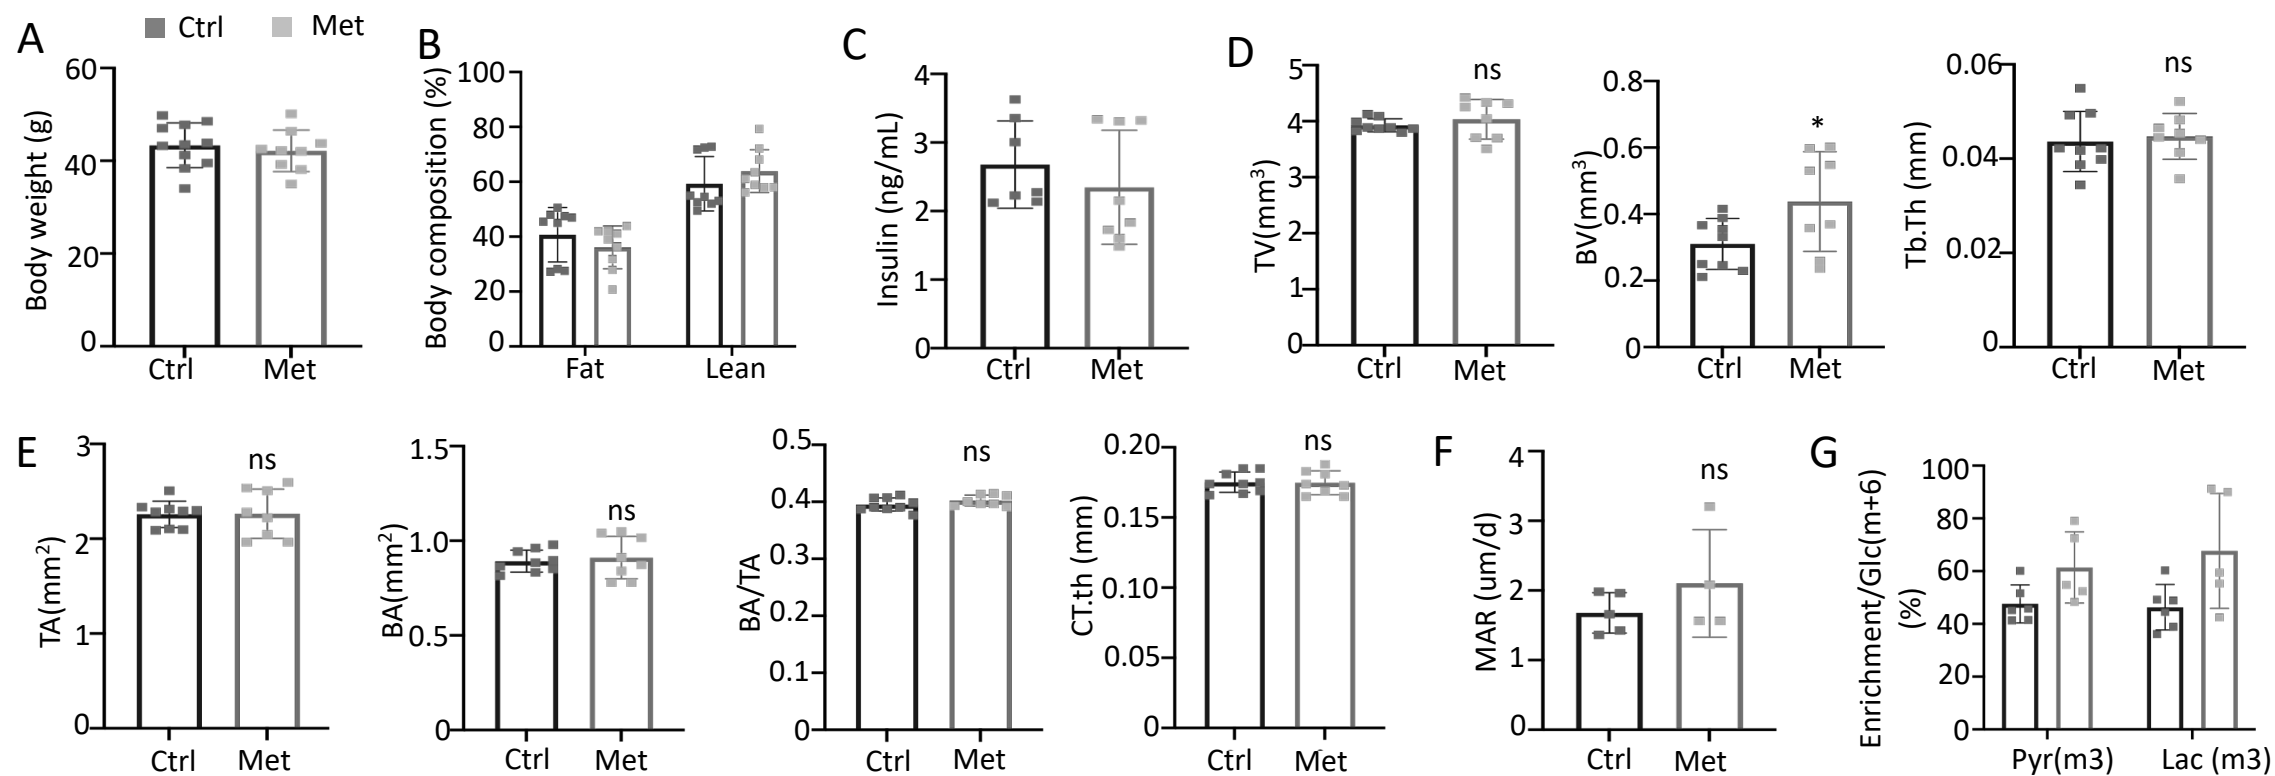 Ctrl Met
A
Body weight (g)
60
40
20
0
Ctrl Met
B
Body composition (%)
100
80
60
40
20
0
Fat Lean
C
Insulin (ng/mL)
4
3
2
1
0
Ctrl Met
D
TV(mm³)
5
4
3
2
1
0
ns
Ctrl Met
BV(mm³)
0.8
0.6
0.4
0.2
0
*
Ctrl Met
Tb.Th (mm)
0.06
0.04
0.02
0
ns
Ctrl Met
E
TA(mm²)
3
2
1
0
ns
Ctrl Met
BA(mm²)
1.5
1.0
0.5
0
ns
Ctrl Met
BA/TA
0.5
0.4
0.3
0.2
0.1
0
ns
Ctrl Met
CT.th (mm)
0.20
0.15
0.10
0.05
0
ns
Ctrl Met
F
MAR (um/d)
4
3
2
1
0
ns
Ctrl Met
G
Enrichment/Glc(m+6)
(%)
100
80
60
40
20
0
Pyr(m3) Lac (m3)